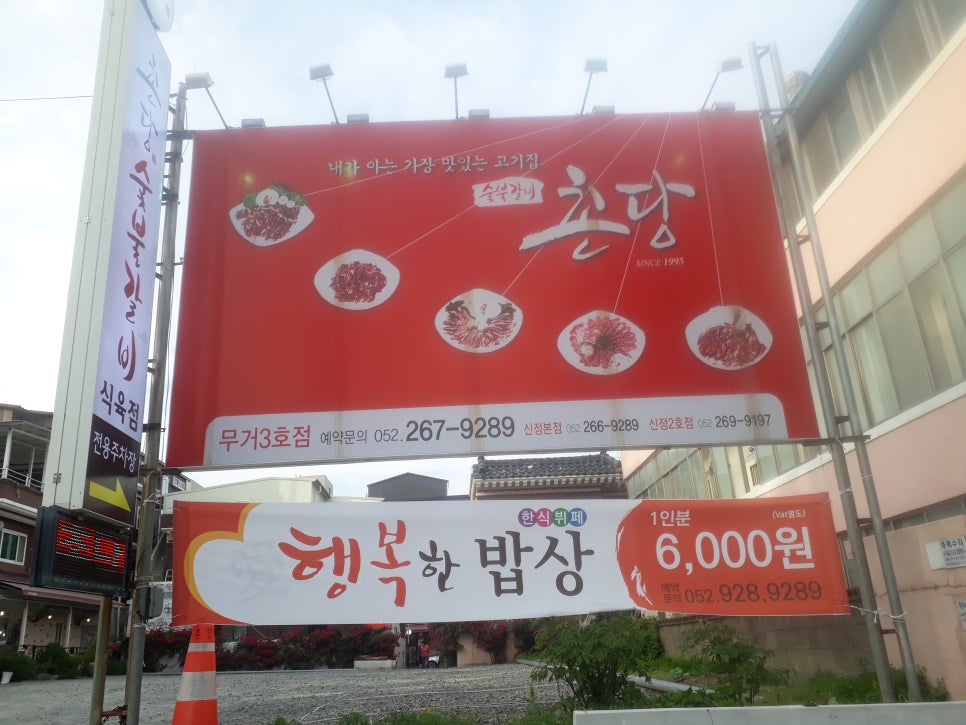 내가 아는 가장 맛있는 고기집
숯불갈비
촌당
SINCE 1995
무거3호점 예약문의 052.267-9289 신정본점 052.266-9289 신정2호점 052.269-9197
촌당 숯불갈비
식육점
전용주차장
한식뷔페
행복한 밥상
1인분
(Vat별도)
6,000원
예약
문의 052.928.9289